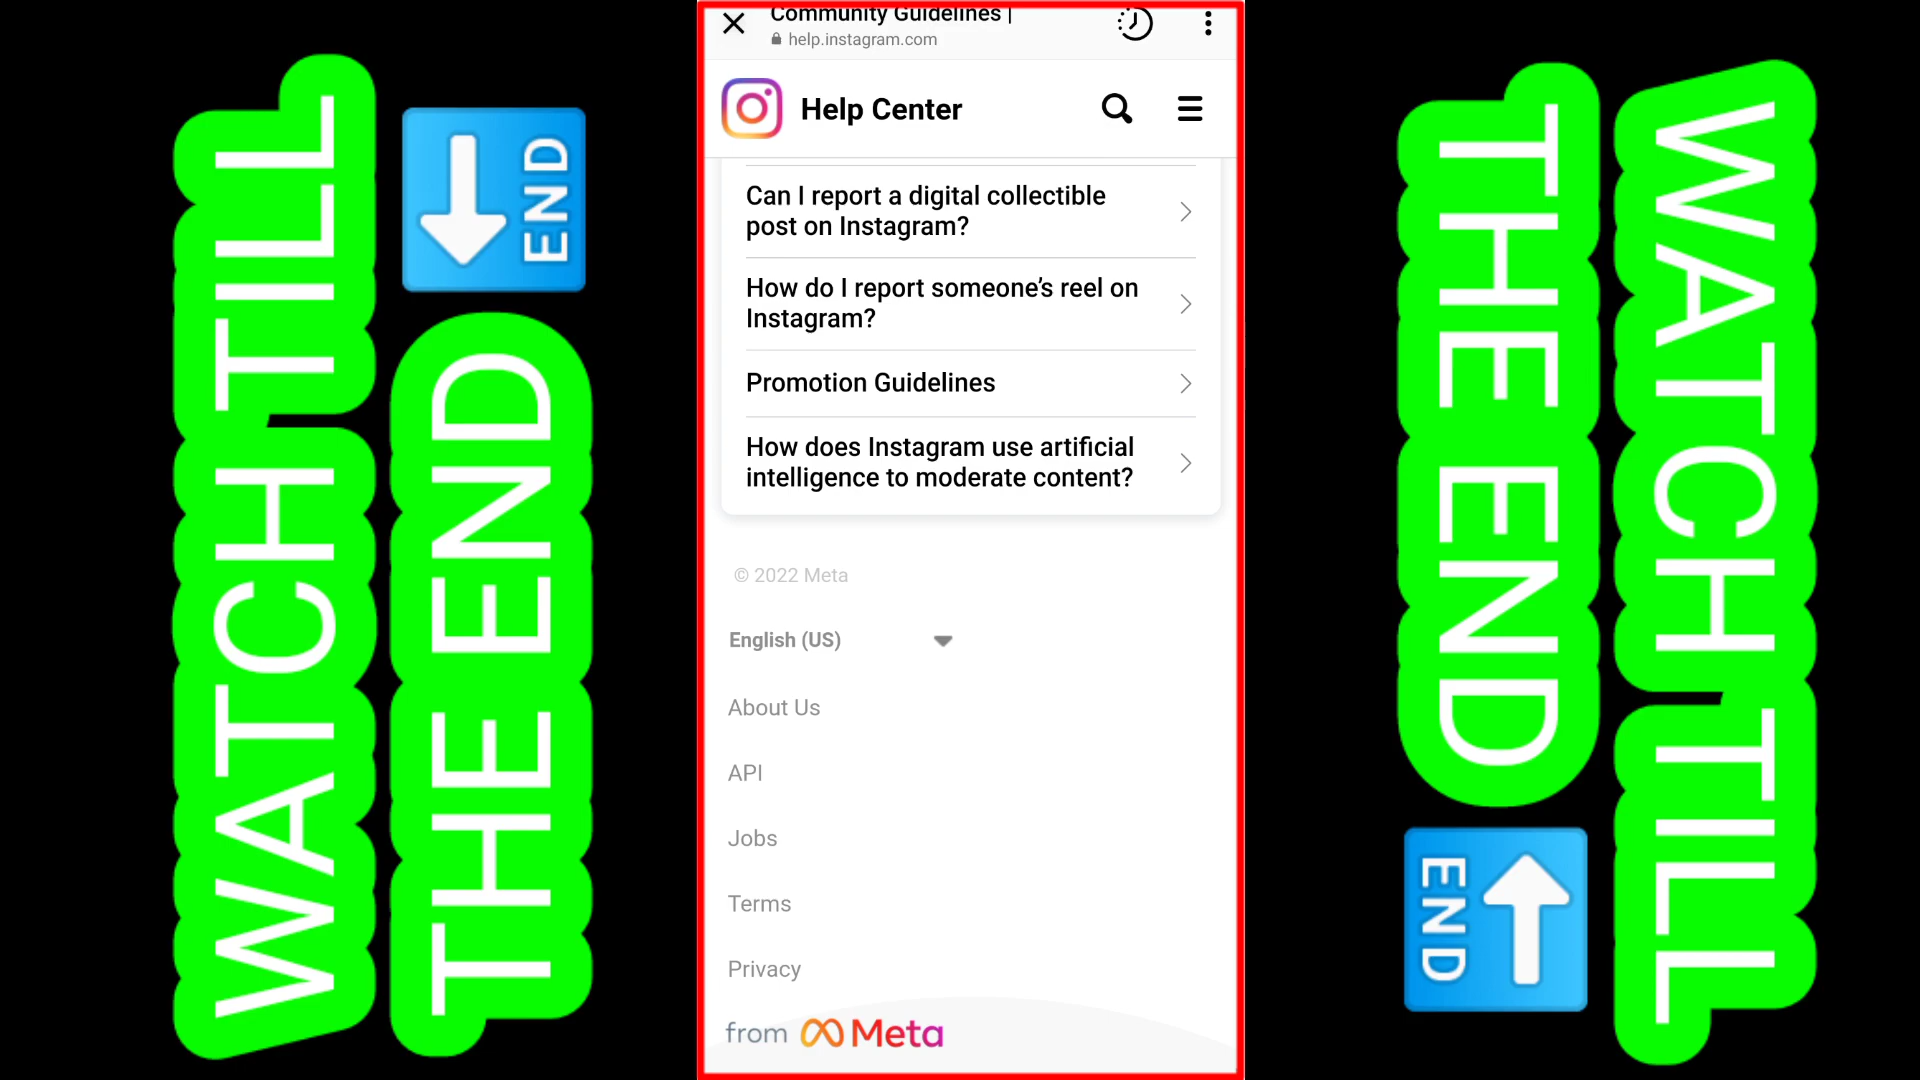 WATCH TILL
THE END
END
Community Guidelines |
help.instagram.com
Help Center
Can I report a digital collectible
post on Instagram?
How do I report someone’s reel on
Instagram?
Promotion Guidelines
How does Instagram use artificial
intelligence to moderate content?
© 2022 Meta
English (US)
About Us
API
Jobs
Terms
Privacy
from Meta
WATCH TILL
THE END
END